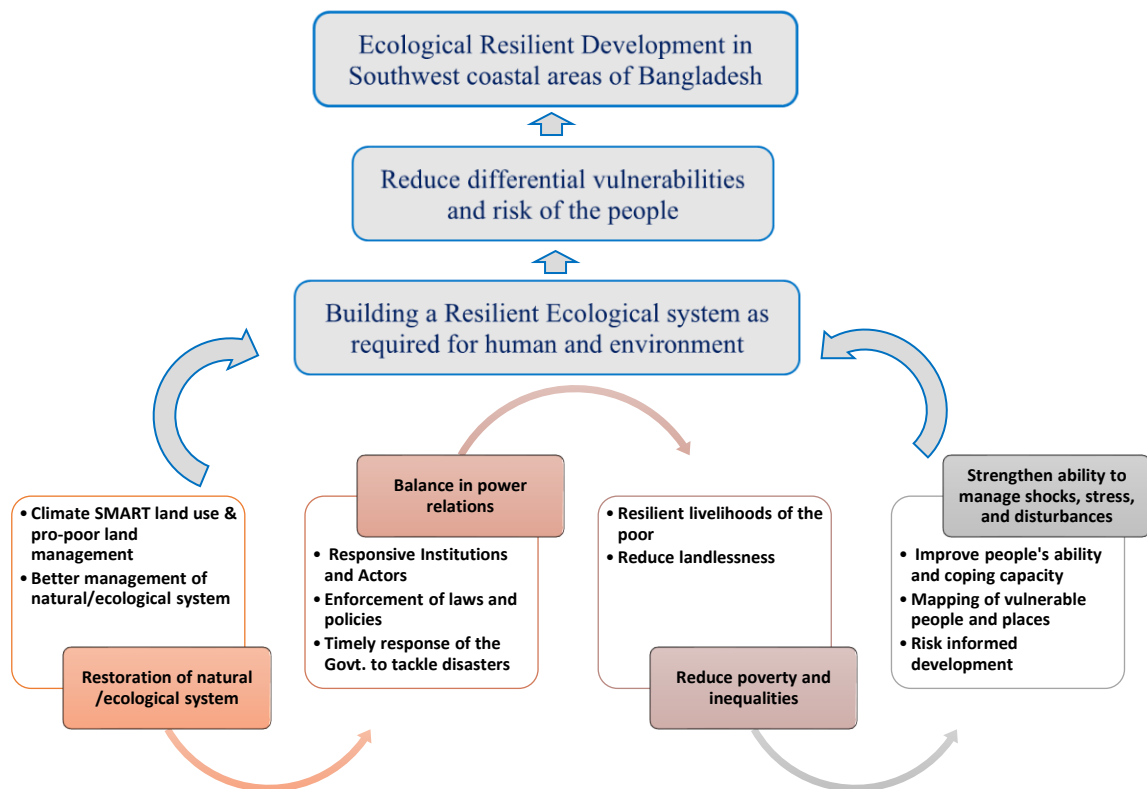 Ecological Resilient Development in
Southwest coastal areas of Bangladesh
Reduce differential vulnerabilities
and risk of the people
Building a Resilient Ecological system as
required for human and environment
• Climate SMART land use &
pro-poor land
management
• Better management of
natural/ecological system
Restoration of natural
/ecological system
Balance in power
relations
• Responsive Institutions
and Actors
• Enforcement of laws and
policies
• Timely response of the
Govt. to tackle disasters
• Resilient livelihoods of the
poor
• Reduce landlessness
Reduce poverty and
inequalities
Strengthen ability to
manage shocks, stress,
and disturbances
• Improve people's ability
and coping capacity
• Mapping of vulnerable
people and places
• Risk informed
development